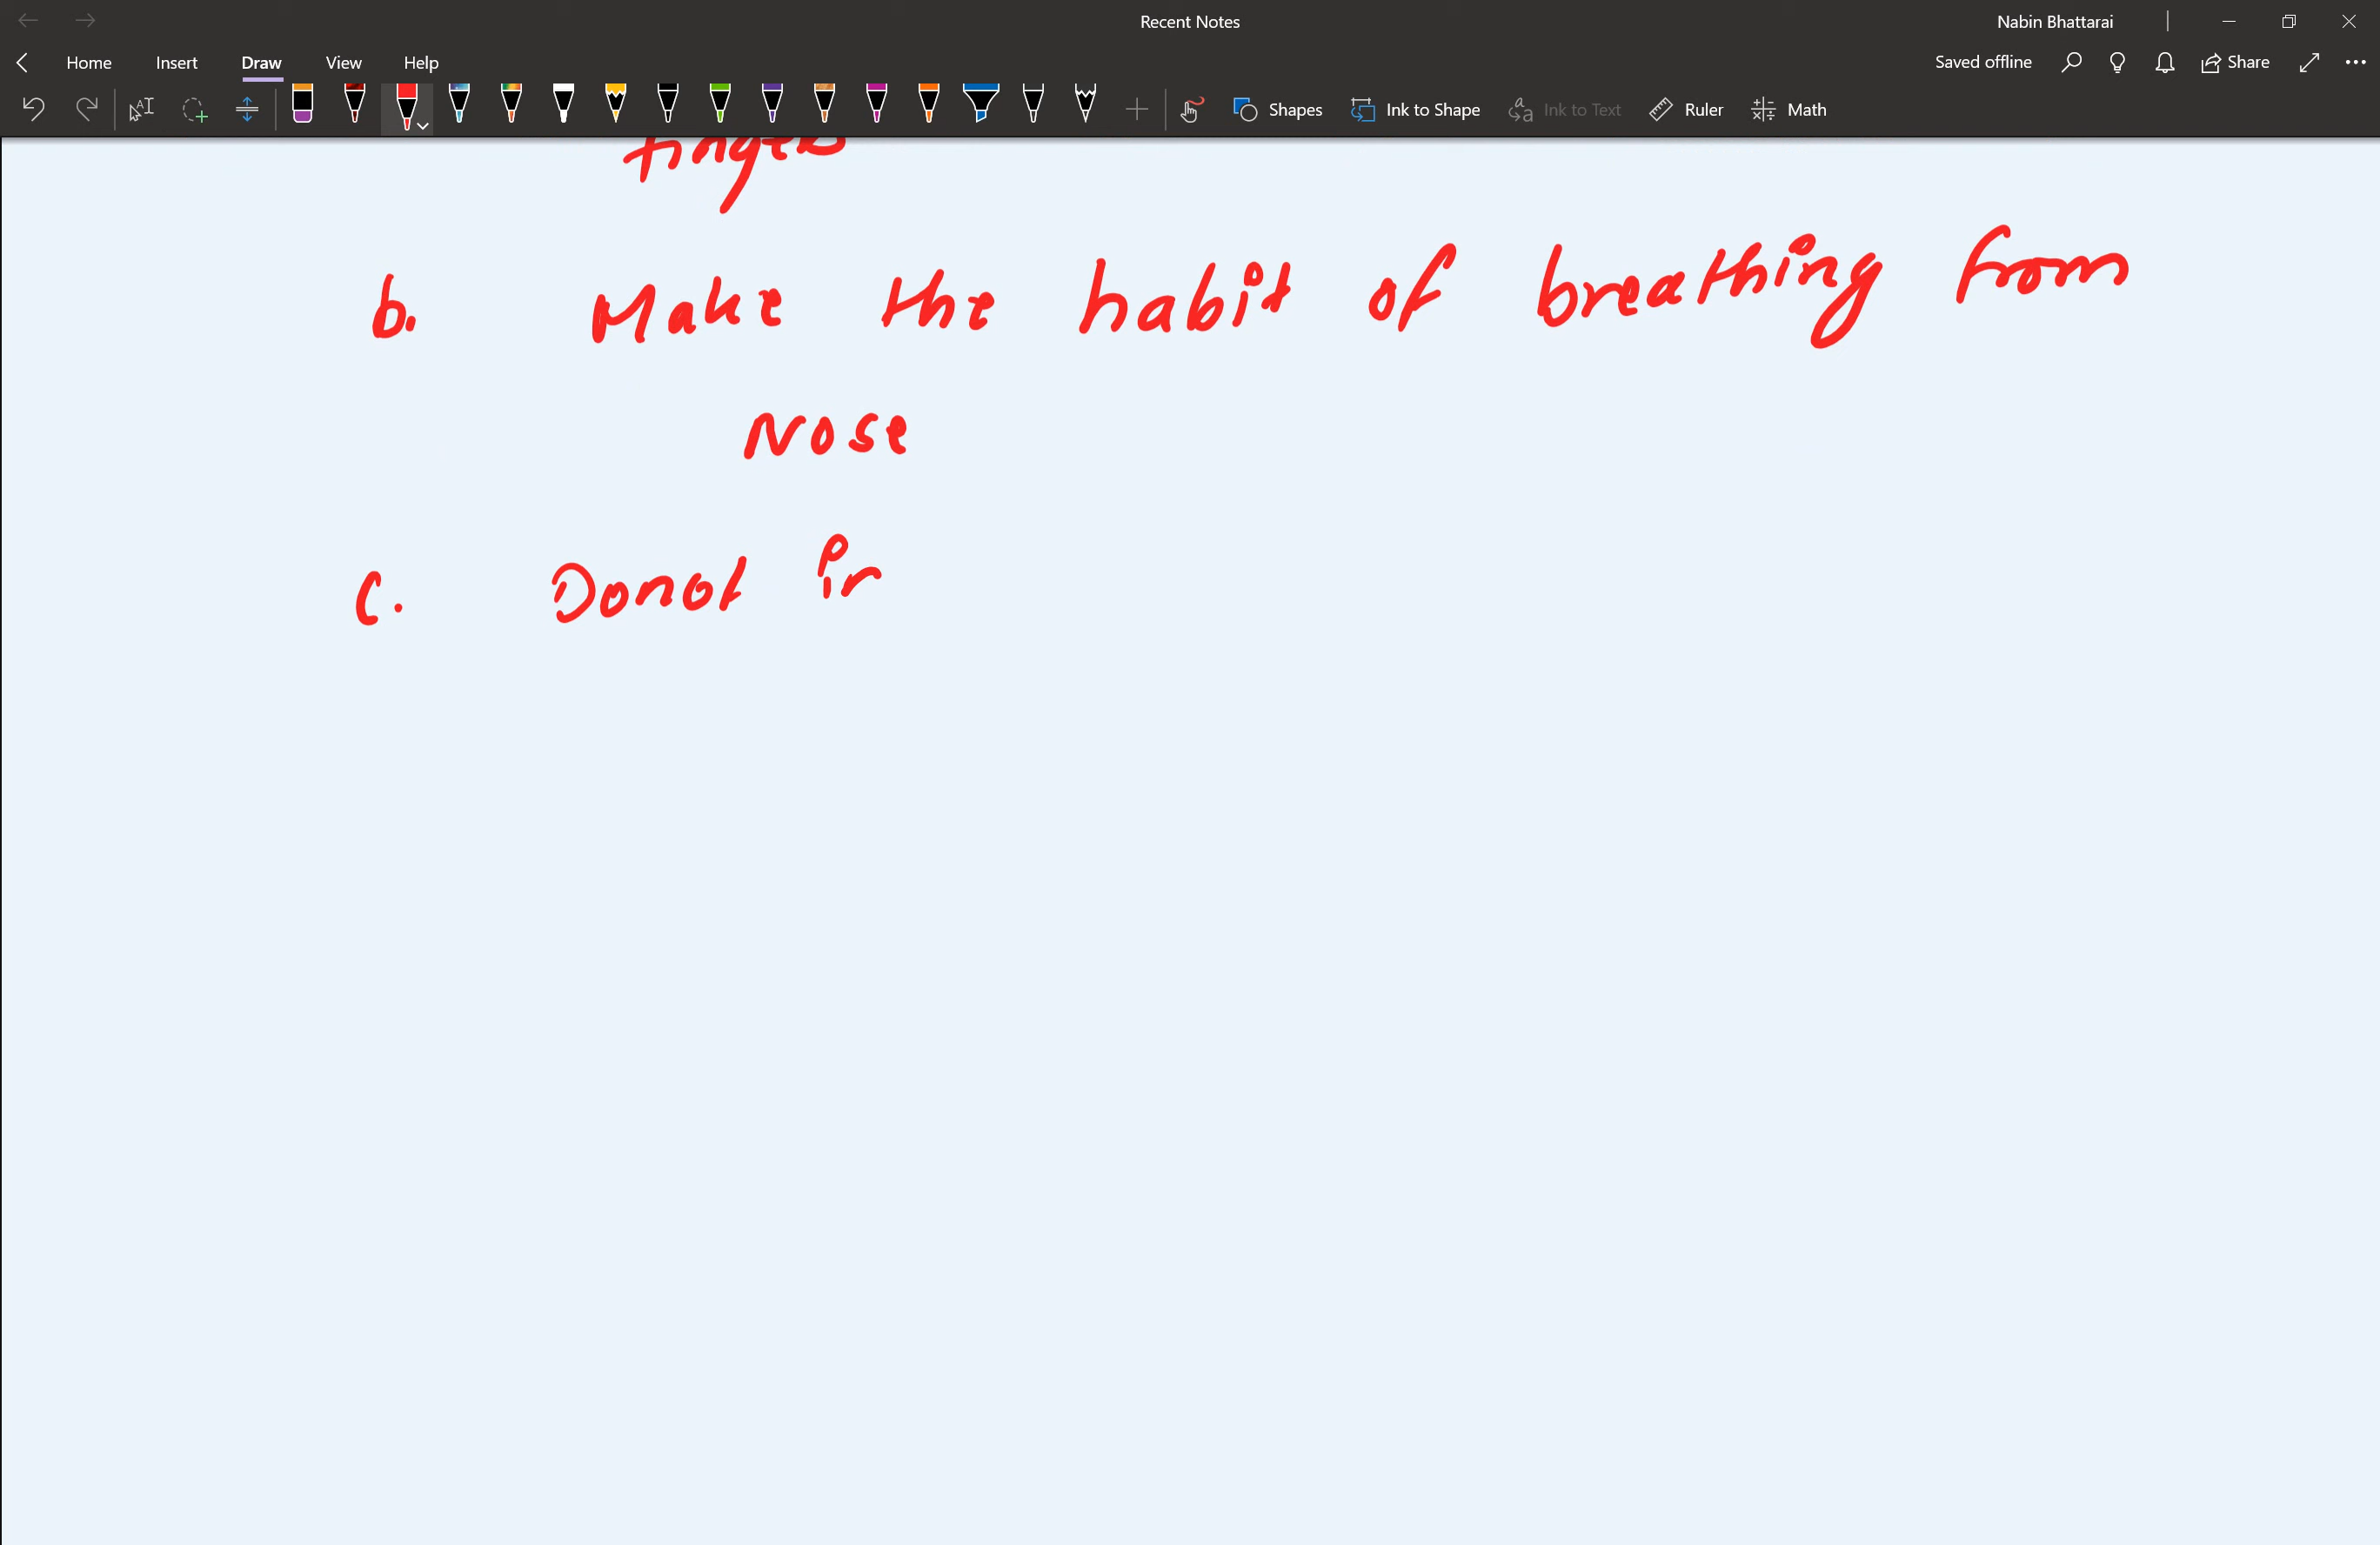 Recent Notes
Nabin Bhattarai
Home Insert Draw View Help
Saved offline
Share
Shapes
Ink to Shape
Ink to Text
Ruler
Math
b. Make the habit of breathing from
Nose
C. Donot